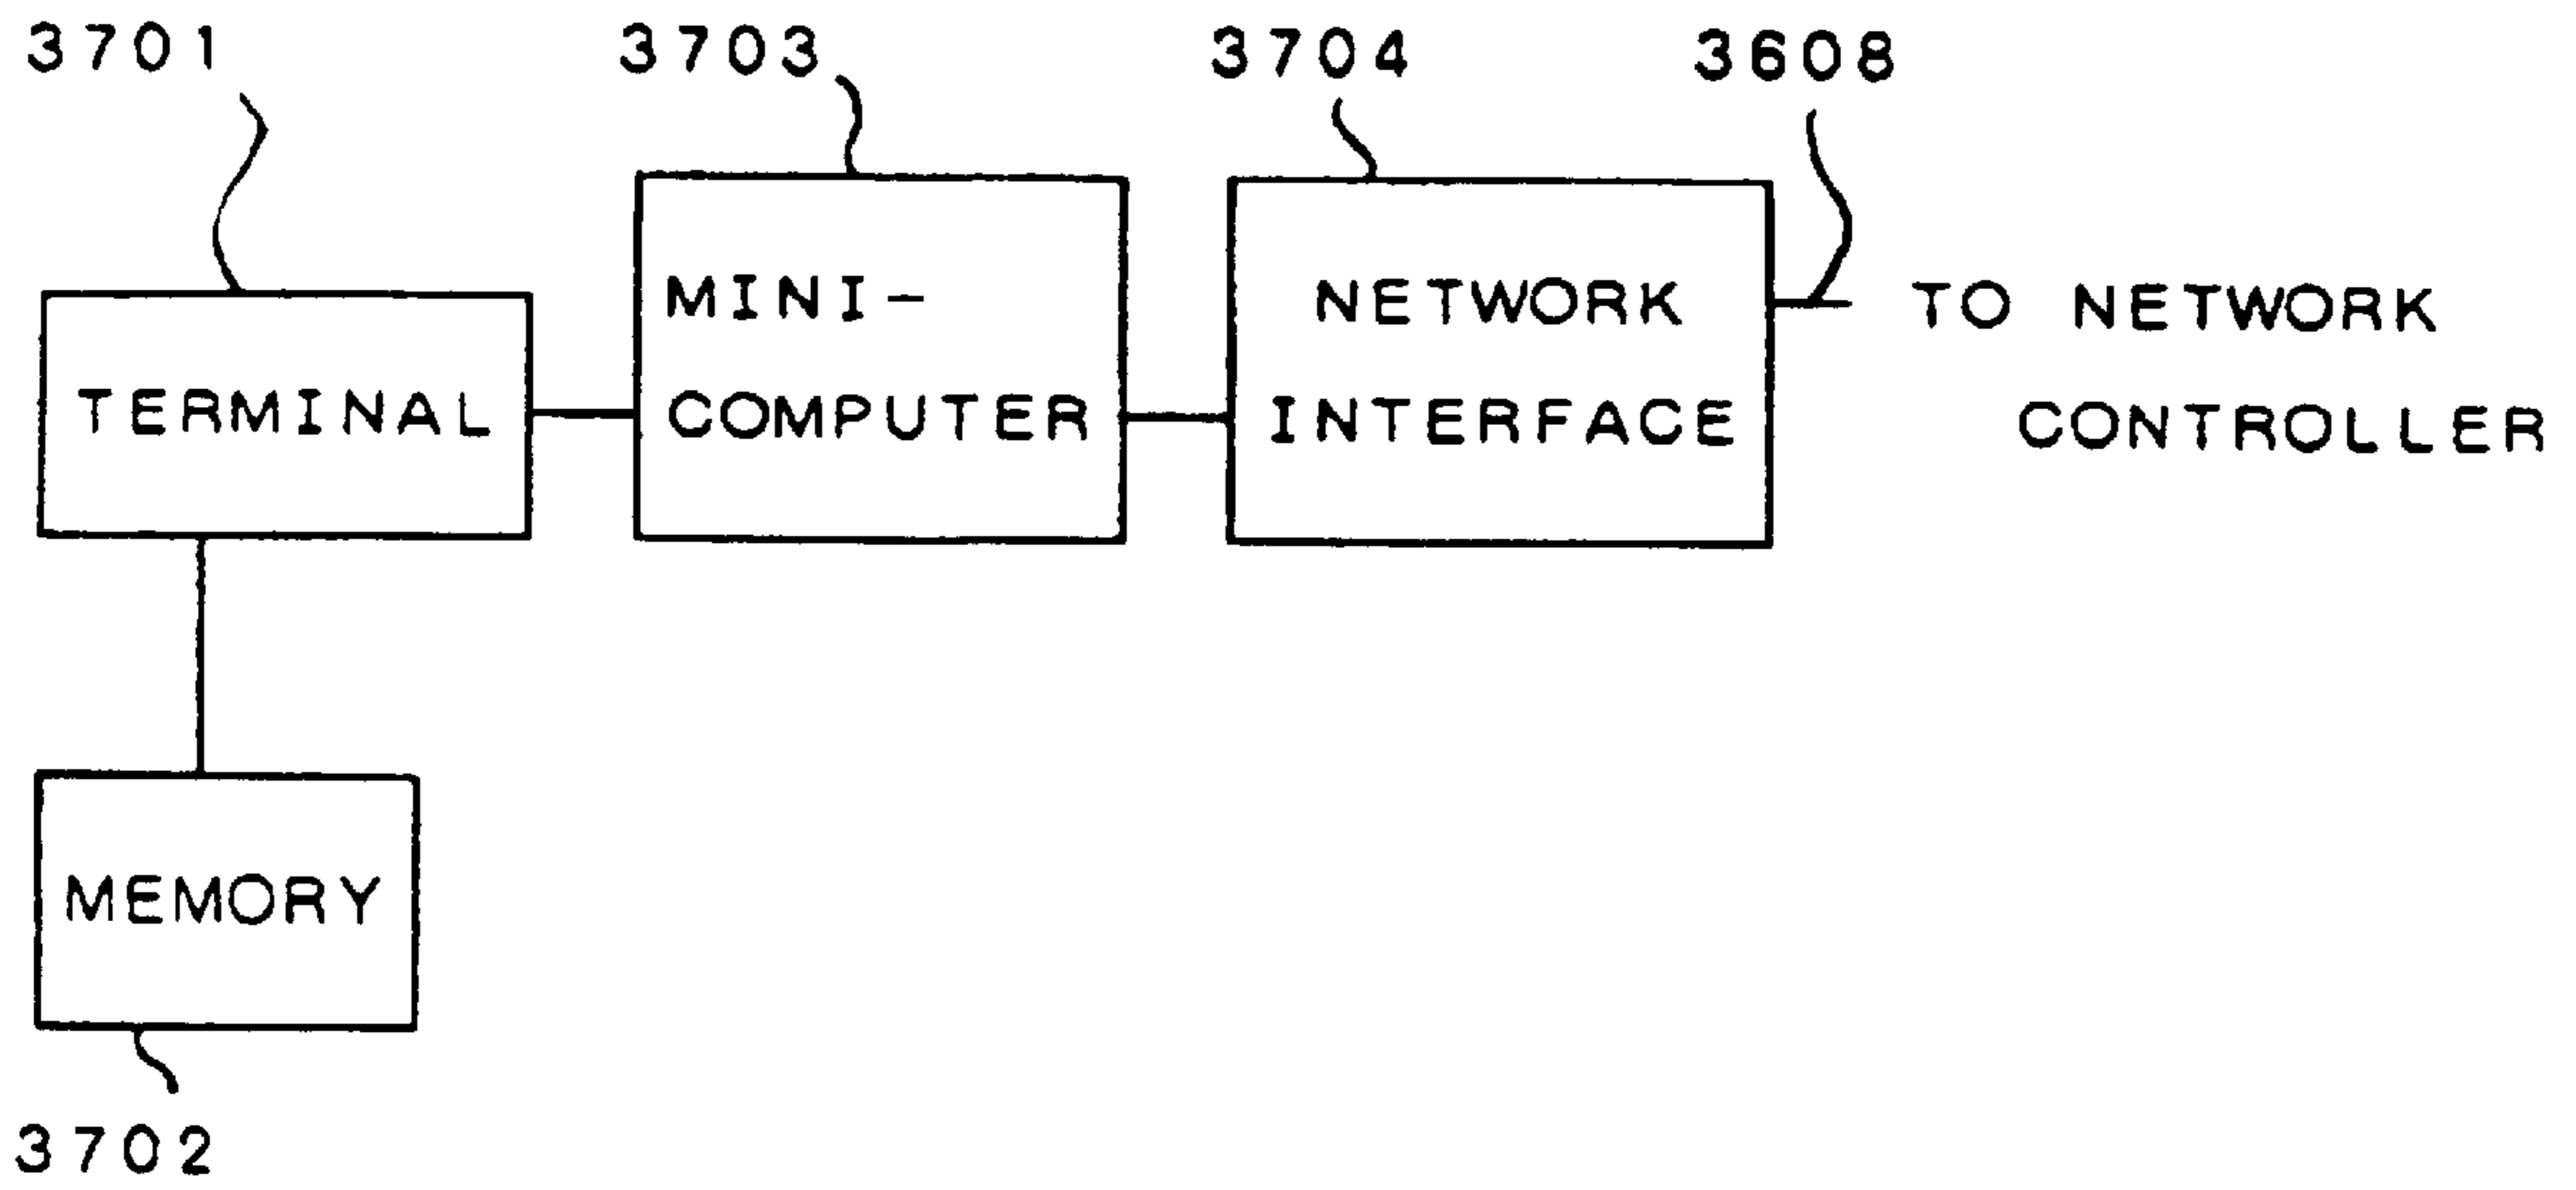 3701
3703
3704
3608
TERMINAL
MINI-
COMPUTER
NETWORK
INTERFACE
TO NETWORK
CONTROLLER
MEMORY
3702